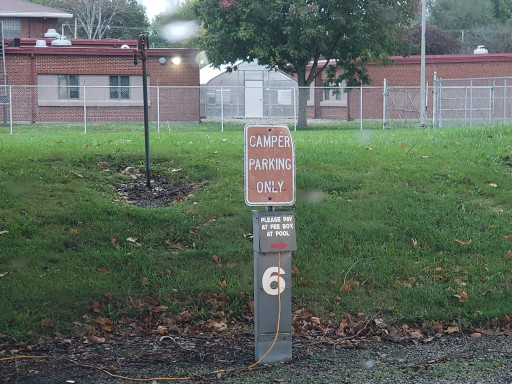 CAMPER
PARKING
ONLY
PLEASE PAY
AT FEE BOX
AT POOL
6